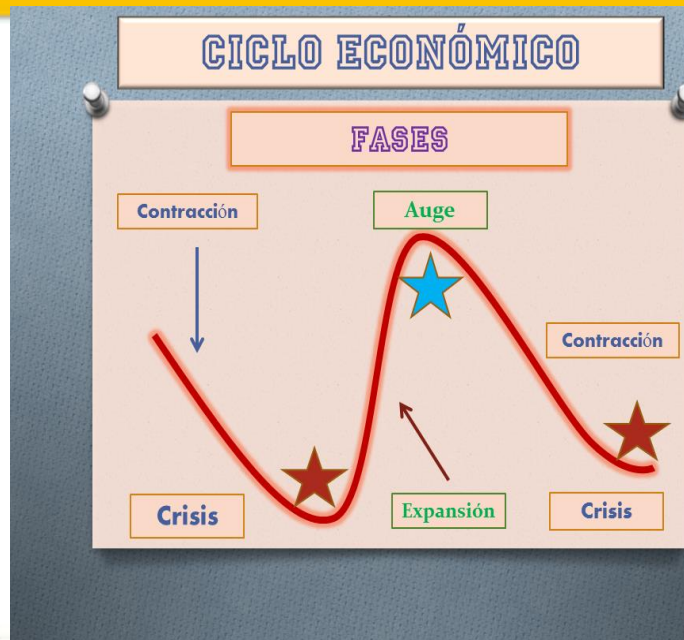 CICLO ECONÓMICO
FASES
Contracción
Auge
Contracción
Crisis
Expansión
Crisis